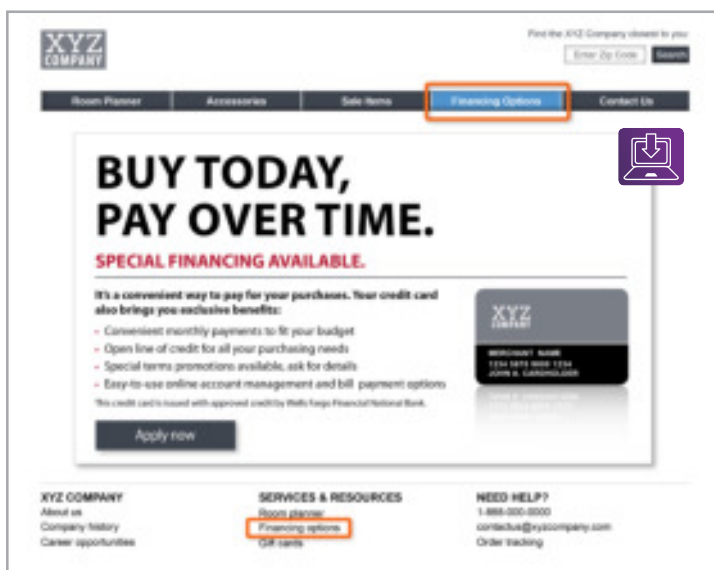 XYZ
COMPANY
Find the XYZ Company closest to you:
Enter Zip Code Search
Room Planner Accessories Sale Items Financing Options Contact Us
BUY TODAY,
PAY OVER TIME.
SPECIAL FINANCING AVAILABLE.
It's a convenient way to pay for your purchases. Your credit card
also brings you exclusive benefits:
- Convenient monthly payments to fit your budget
- Open line of credit for all your purchasing needs
- Special terms promotions available, ask for details
- Easy-to-use online account management and bill payment options
This credit card is issued with approved credit by Wells Fargo Financial National Bank.
Apply now
XYZ
COMPANY
MERCHANT NAME
JOHN A. CARDHOLDER
XYZ COMPANY
About us
Company history
Career opportunities
SERVICES & RESOURCES
Room planner
Financing options
Gift cards
NEED HELP?
1-888-000-0000
contactus@xyzcompany.com
Order tracking